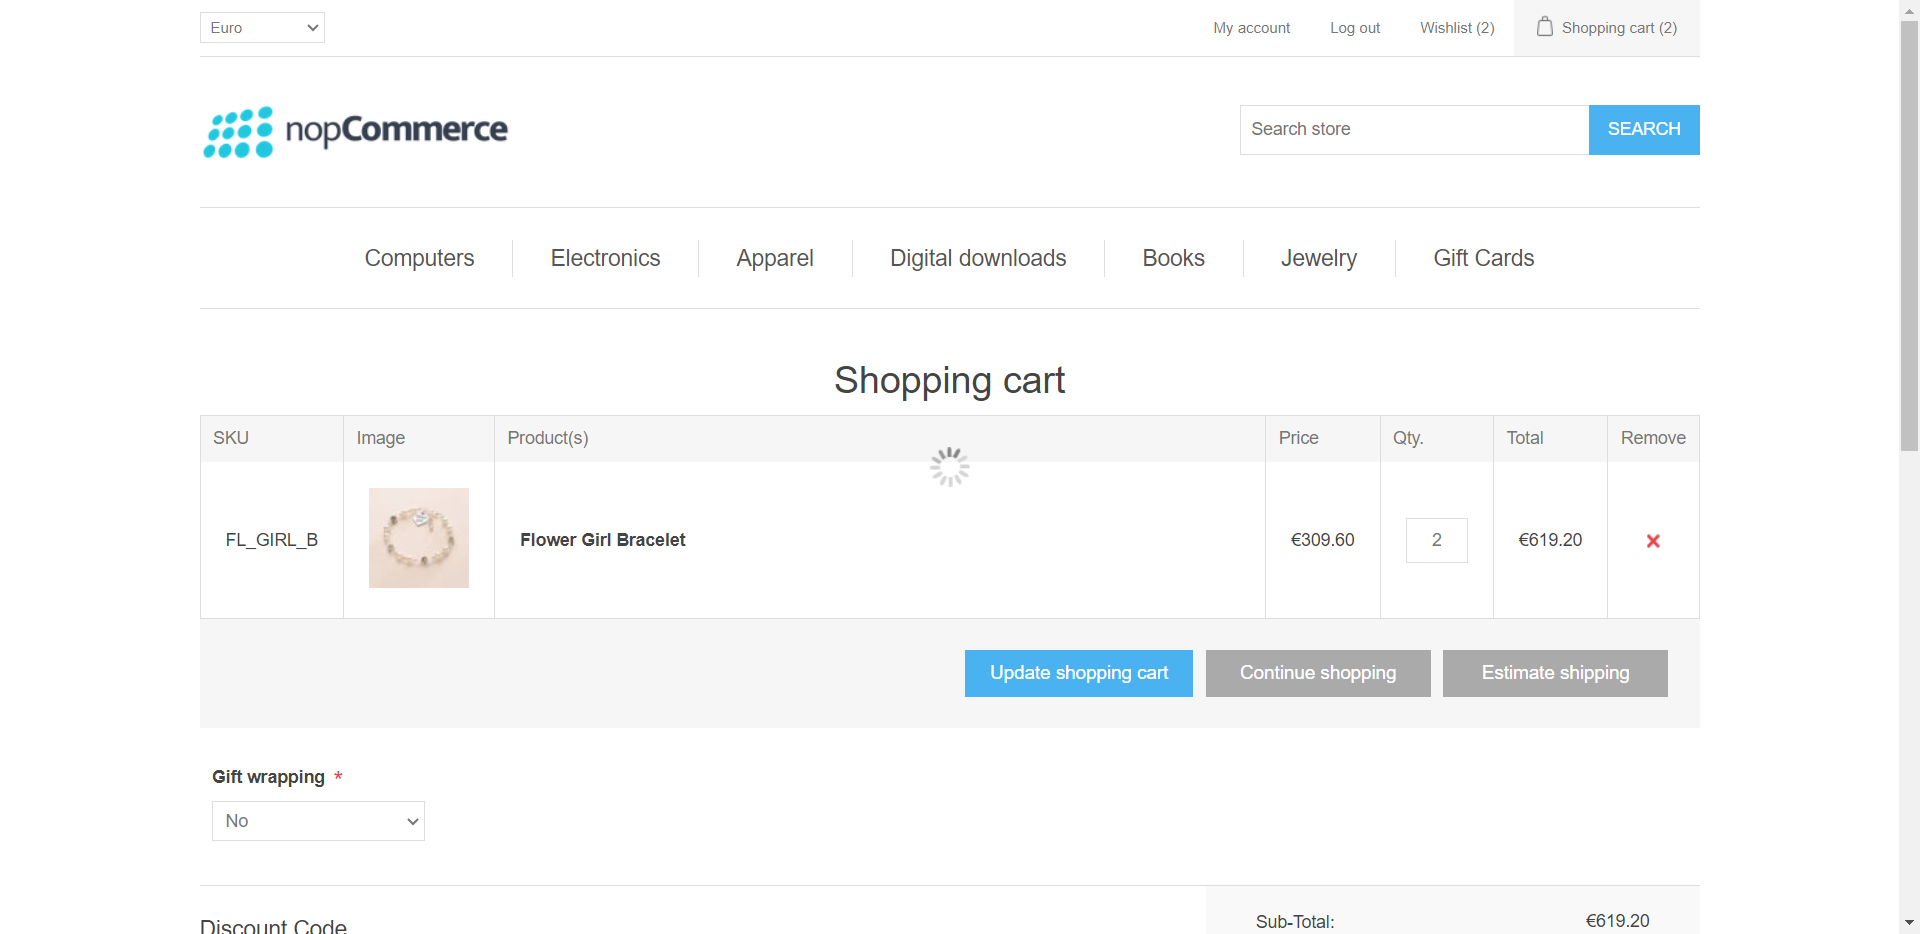 Euro
My account
Log out
Wishlist (2)
Shopping cart (2)
nopCommerce
Search store
SEARCH
Computers
Electronics
Apparel
Digital downloads
Books
Jewelry
Gift Cards
Shopping cart
SKU
Image
Product(s)
Price
Qty.
Total
Remove
FL_GIRL_B
Flower Girl Bracelet
€309.60
2
€619.20
Update shopping cart
Continue shopping
Estimate shipping
Gift wrapping *
No
Discount Code
Sub-Total:
€619.20